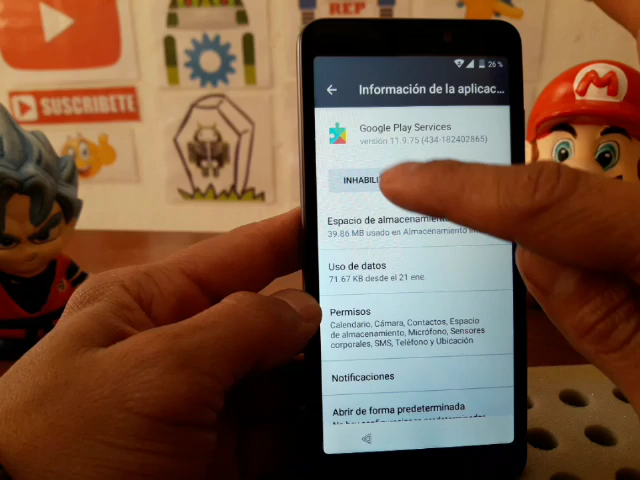 REP
SUSCRIBETE
26 %
Información de la aplicac...
Google Play Services
versión 11.9.75 (434-182402865)
INHABILI
Espacio de almacenamiento
39.86 MB usado en Almacenamiento
Uso de datos
71.67 KB desde el 21 ene.
Permisos
Calendario, Cámara, Contactos, Espacio
de almacenamiento, Micrófono, Sensores
corporales, SMS, Teléfono y Ubicación
Notificaciones
Abrir de forma predeterminada
M